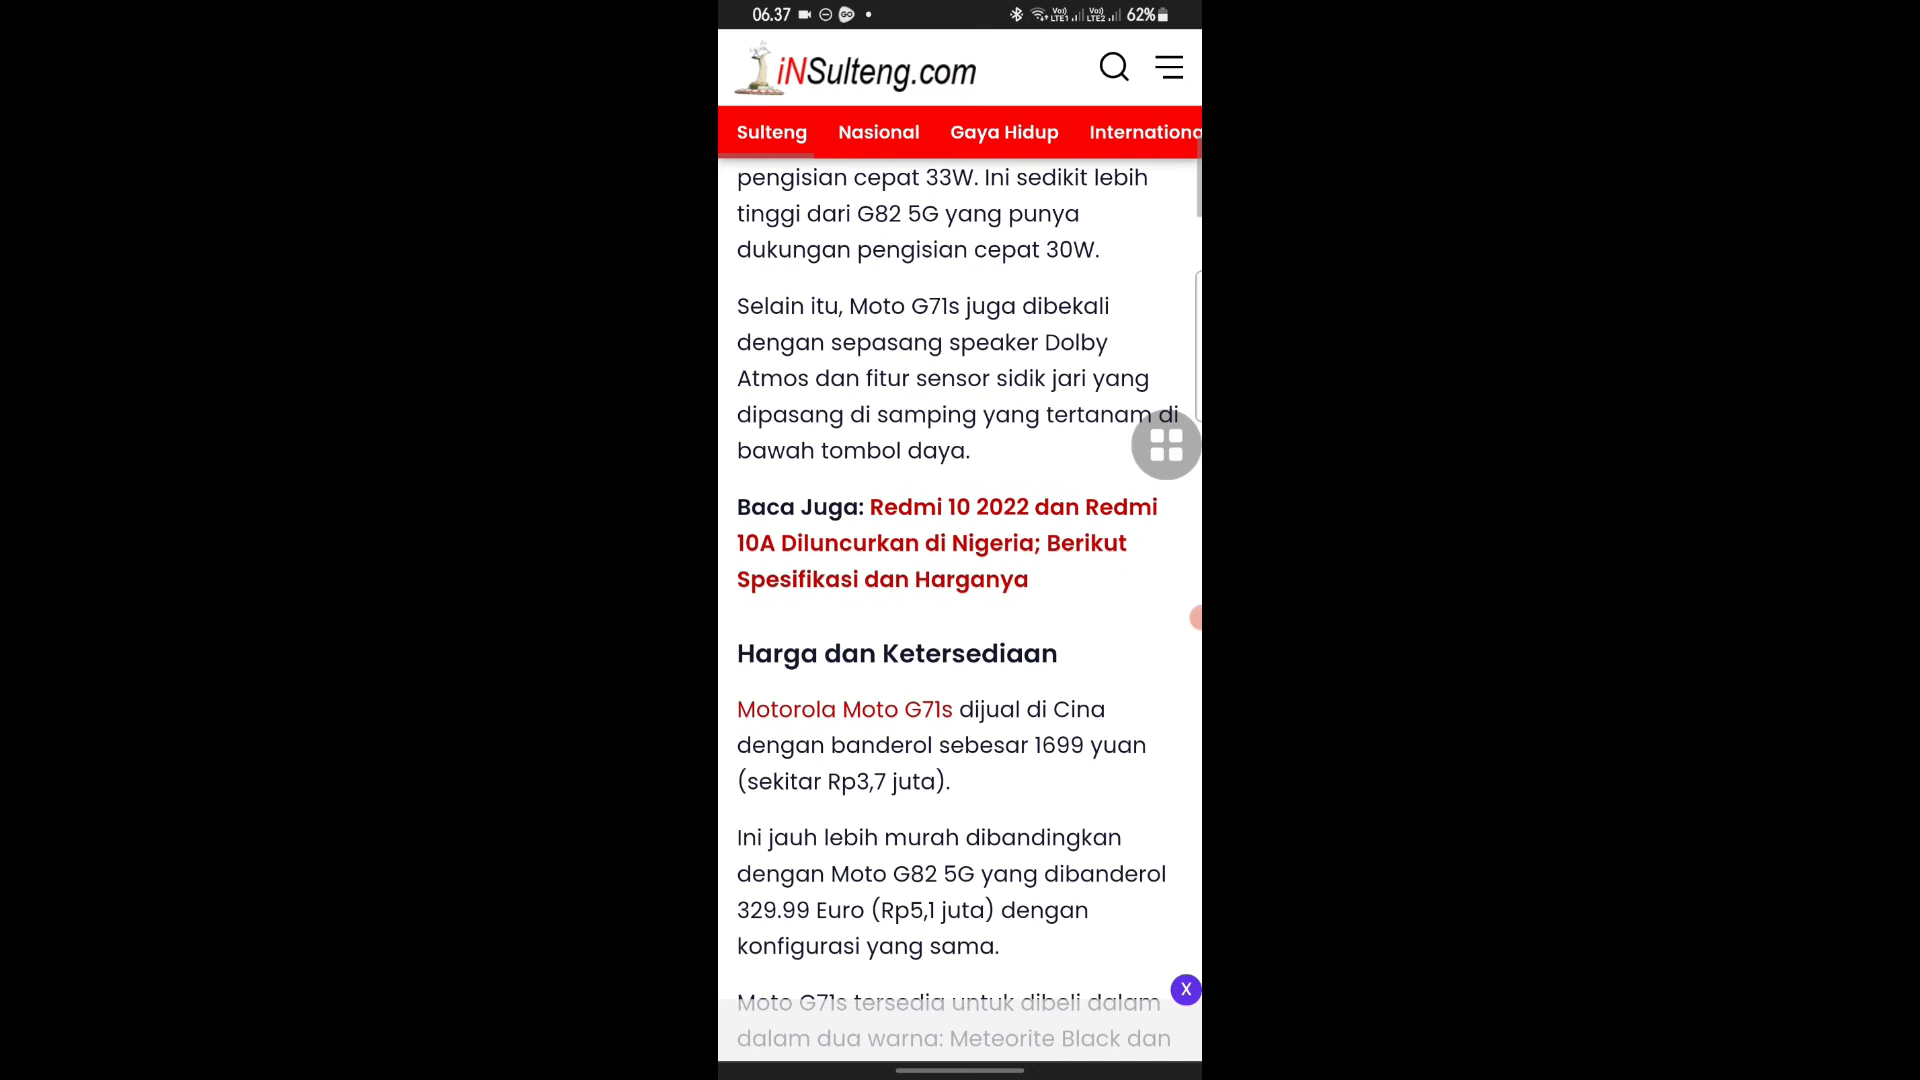 06.37 GO Vo) LTE1 Vo) LTE2 62%
iNSulteng.com
Sulteng Nasional Gaya Hidup Internationa
pengisian cepat 33W. Ini sedikit lebih
tinggi dari G82 5G yang punya
dukungan pengisian cepat 30W.
Selain itu, Moto G71s juga dibekali
dengan sepasang speaker Dolby
Atmos dan fitur sensor sidik jari yang
dipasang di samping yang tertanam di
bawah tombol daya.
Baca Juga: Redmi 10 2022 dan Redmi
10A Diluncurkan di Nigeria; Berikut
Spesifikasi dan Harganya
Harga dan Ketersediaan
Motorola Moto G71s dijual di Cina
dengan banderol sebesar 1699 yuan
(sekitar Rp3,7 juta).
Ini jauh lebih murah dibandingkan
dengan Moto G82 5G yang dibanderol
329.99 Euro (Rp5,1 juta) dengan
konfigurasi yang sama.
X
Moto G71s tersedia untuk dibeli dalam
dalam dua warna: Meteorite Black dan